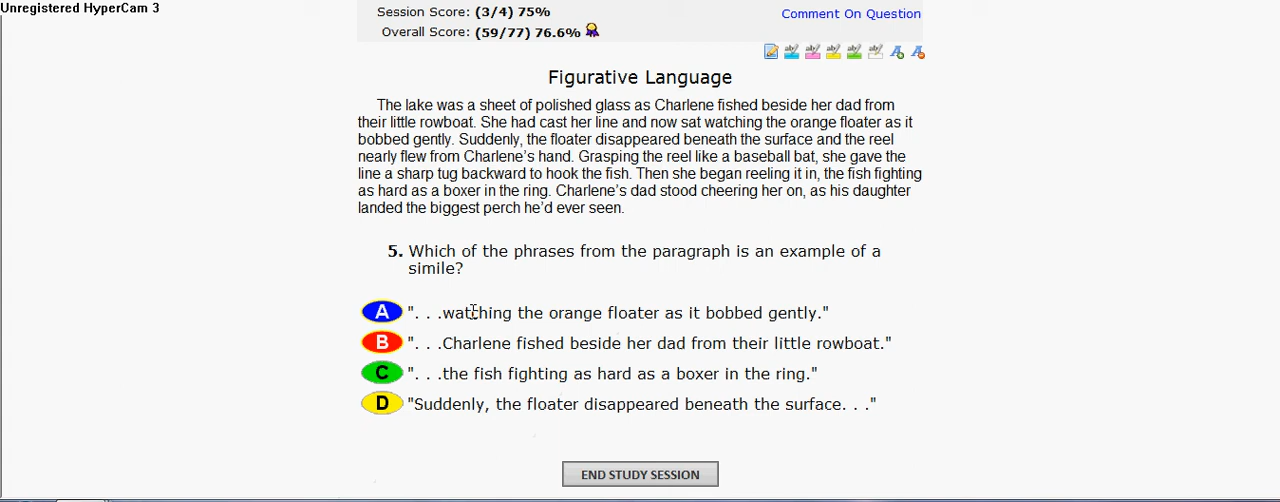 Unregistered HyperCam 3
Session Score: (3/4) 75%
Comment On Question
Overall Score: (59/77) 76.6%
Figurative Language
The lake was a sheet of polished glass as Charlene fished beside her dad from
their little rowboat. She had cast her line and now sat watching the orange floater as it
bobbed gently. Suddenly, the floater disappeared beneath the surface and the reel
nearly flew from Charlene's hand. Grasping the reel like a baseball bat, she gave the
line a sharp tug backward to hook the fish. Then she began reeling it in, the fish fighting
as hard as a boxer in the ring. Charlene's dad stood cheering her on, as his daughter
landed the biggest perch he'd ever seen.
5. Which of the phrases from the paragraph is an example of a
simile?
A ". . .watching the orange floater as it bobbed gently."
B ". . .Charlene fished beside her dad from their little rowboat."
C ". . .the fish fighting as hard as a boxer in the ring."
D "Suddenly, the floater disappeared beneath the surface. . ."
END STUDY SESSION